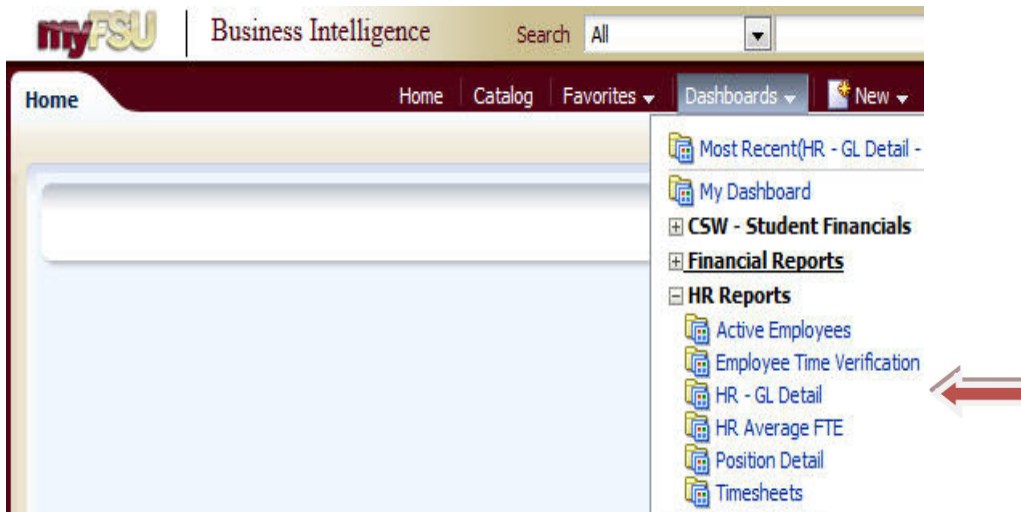 myFSU Business Intelligence Search All
Home Home Catalog Favorites Dashboards New
Most Recent(HR - GL Detail -
My Dashboard
CSW - Student Financials
Financial Reports
HR Reports
Active Employees
Employee Time Verification
HR - GL Detail
HR Average FTE
Position Detail
Timesheets